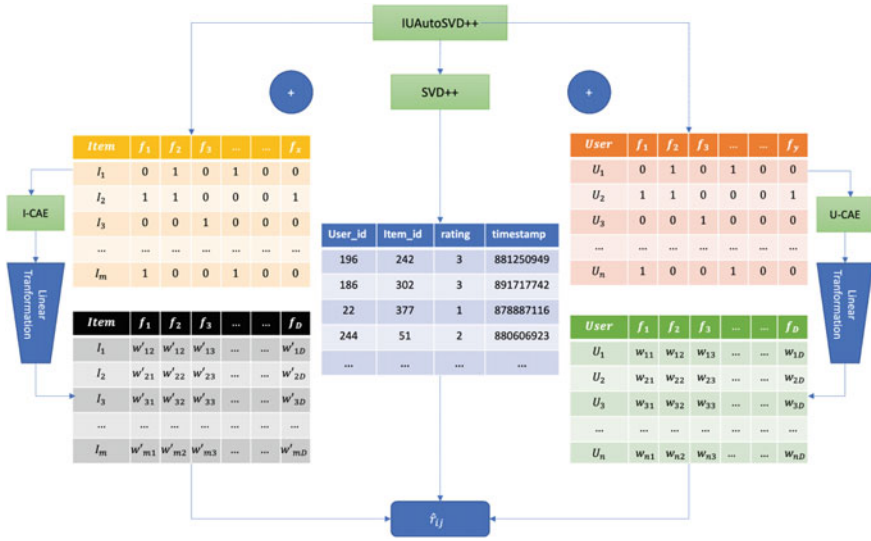 IUAutoSVD++
+
SVD++
+
Item f₁ f₂ f₃ ... ... fₓ
I₁ 0 1 0 1 0 0
I₂ 1 1 0 0 0 1
I₃ 0 0 1 0 0 0
... ... ... ... ... ... ...
Iₘ 1 0 0 1 0 0
I-CAE
Linear
Tranformation
Item f₁ f₂ f₃ ... ... f_D
I₁ w'₁₂ w'₁₂ w'₁₃ ... ... w'₁D
I₂ w'₂₁ w'₂₂ w'₂₃ ... ... w'₂D
I₃ w'₃₁ w'₃₂ w'₃₃ ... ... w'₃D
... ... ... ... ... ... ...
Iₘ w'ₘ₁ w'ₘ₂ w'ₘ₃ ... ... w'ₘD
User_id Item_id rating timestamp
196 242 3 881250949
186 302 3 891717742
22 377 1 878887116
244 51 2 880606923
... ... ... ...
User f₁ f₂ f₃ ... ... f_y
U₁ 0 1 0 1 0 0
U₂ 1 1 0 0 0 1
U₃ 0 0 1 0 0 0
... ... ... ... ... ... ...
Uₙ 1 0 0 1 0 0
U-CAE
Linear
Tranformation
User f₁ f₂ f₃ ... ... f_D
U₁ w₁₁ w₁₂ w₁₃ ... ... w₁D
U₂ w₂₁ w₂₂ w₂₃ ... ... w₂D
U₃ w₃₁ w₃₂ w₃₃ ... ... w₃D
... ... ... ... ... ... ...
Uₙ wₙ₁ wₙ₂ wₙ₃ ... ... wₙD
r̂ᵢⱼ